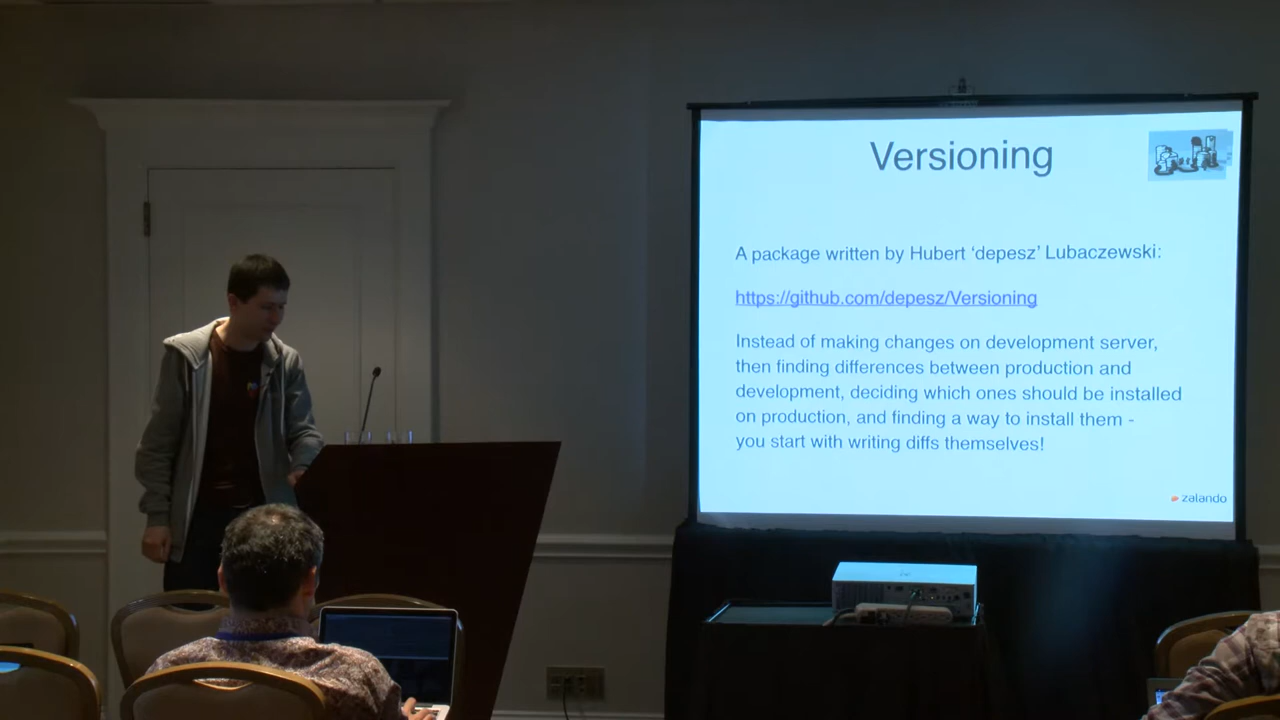 Versioning
A package written by Hubert ‘depesz’ Lubaczewski:
https://github.com/depesz/Versioning
Instead of making changes on development server,
then finding differences between production and
development, deciding which ones should be installed
on production, and finding a way to install them -
you start with writing diffs themselves!
zalando